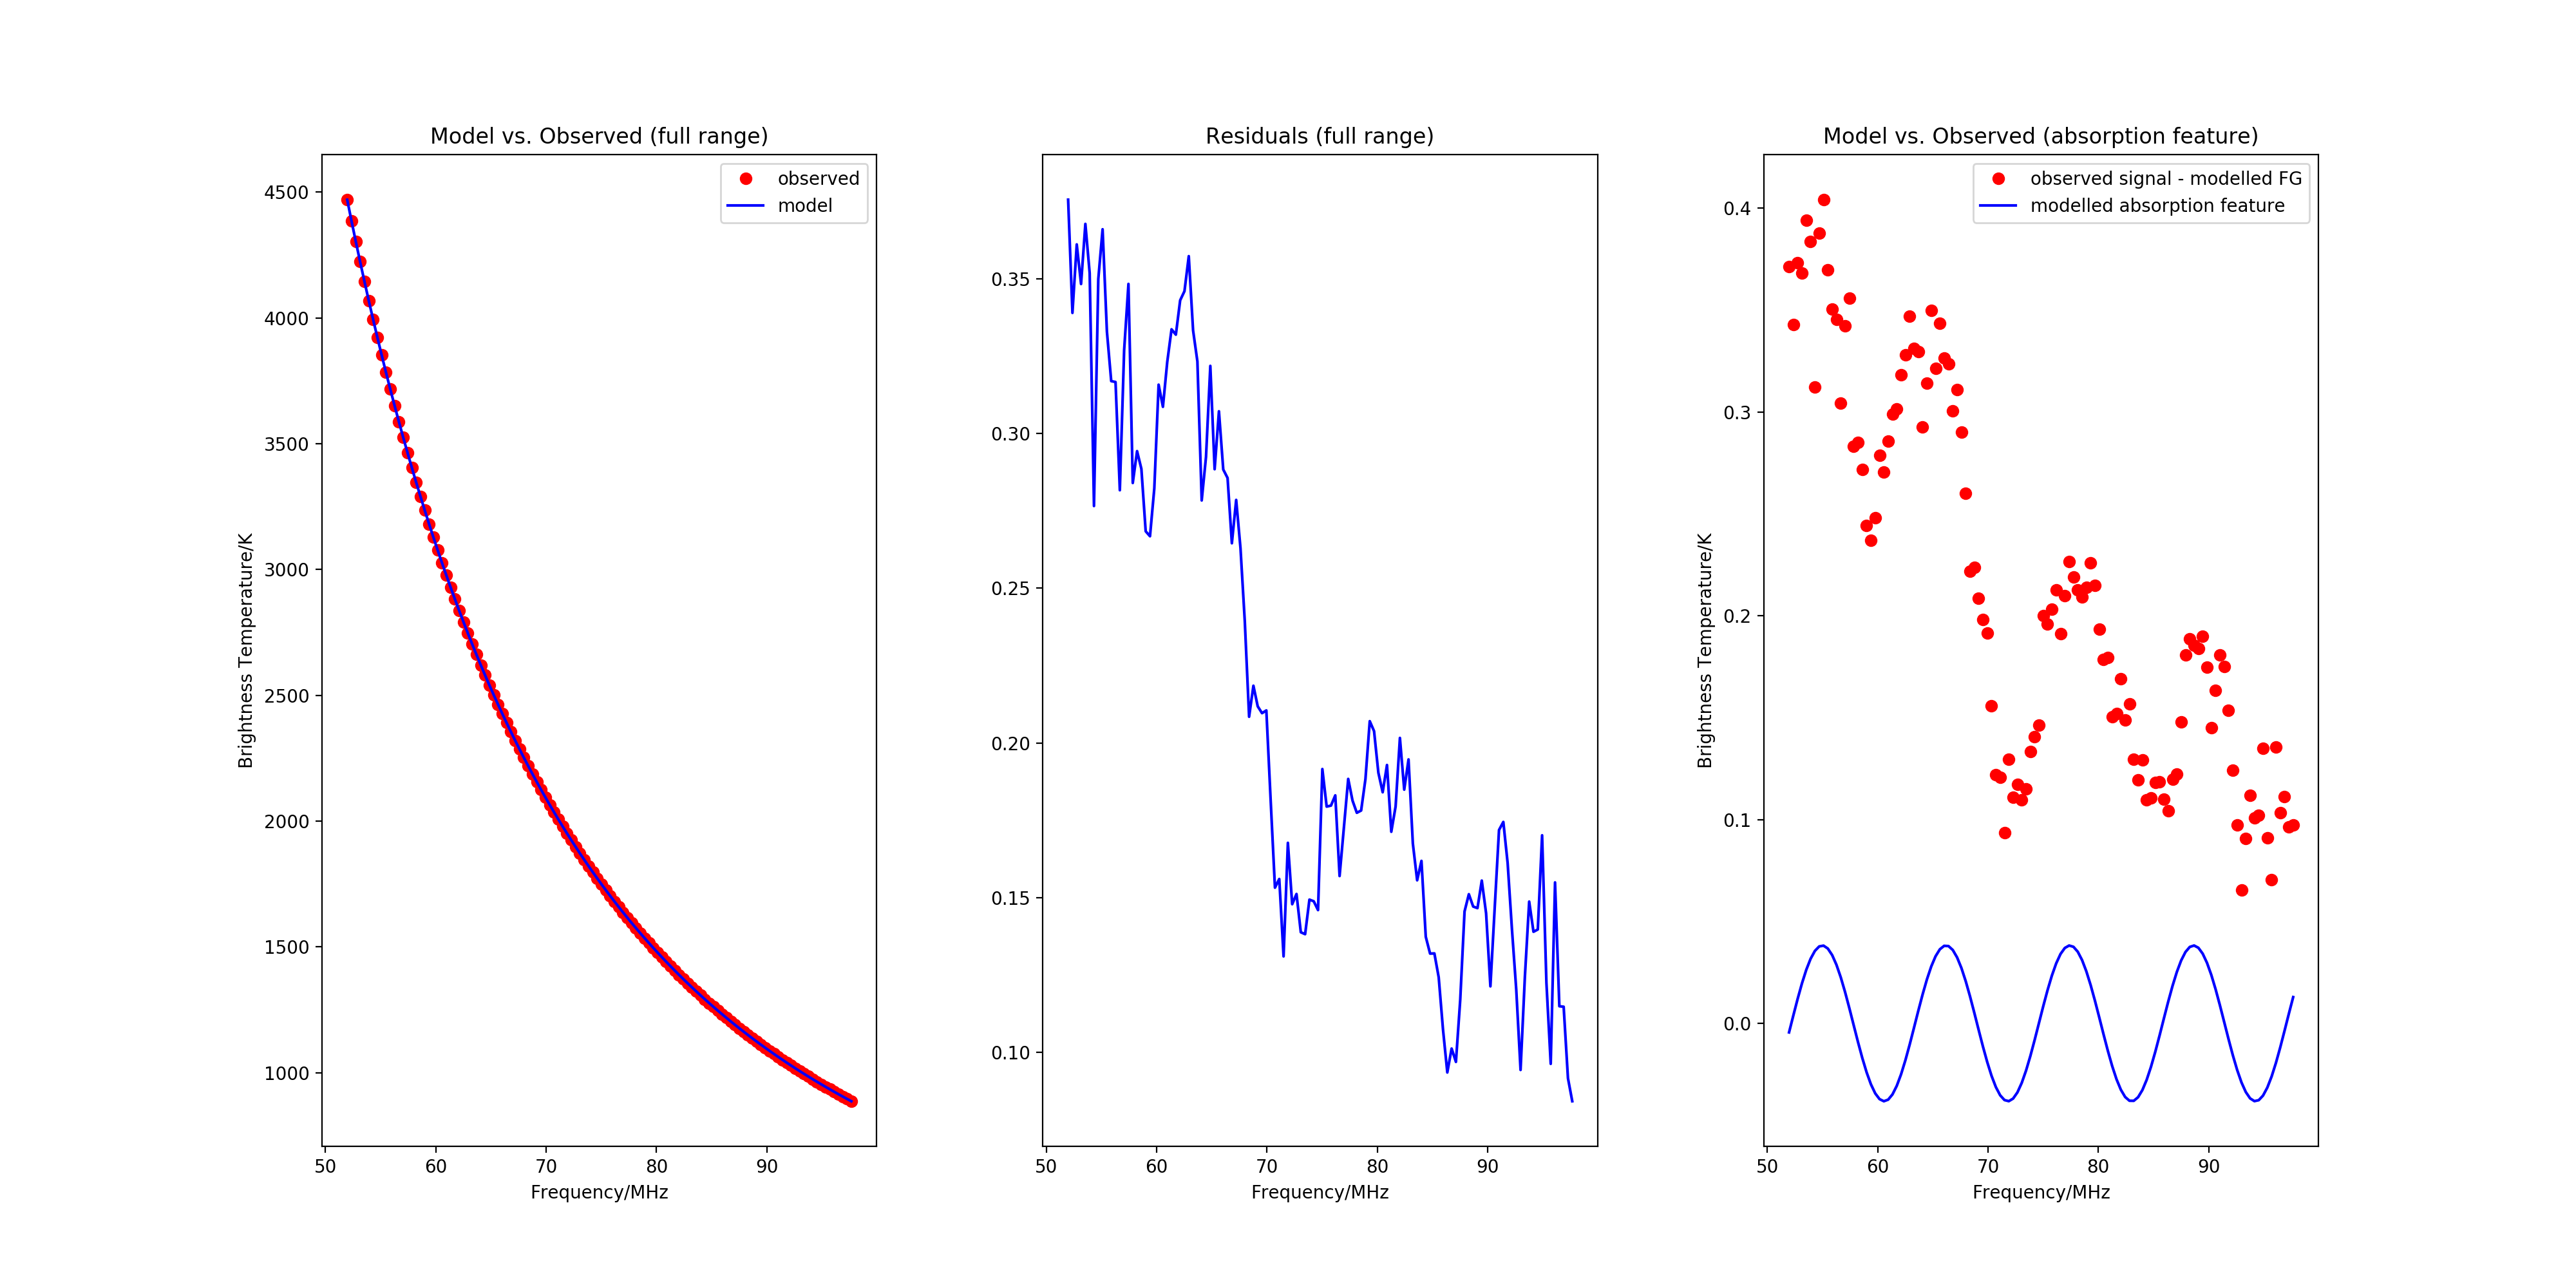 Model vs. Observed (full range)
observed
model
4500
4000
3500
3000
2500
2000
1500
1000
Brightness Temperature/K
50 60 70 80 90
Frequency/MHz
Residuals (full range)
0.35
0.30
0.25
0.20
0.15
0.10
50 60 70 80 90
Frequency/MHz
Model vs. Observed (absorption feature)
observed signal - modelled FG
modelled absorption feature
0.4
0.3
0.2
0.1
0.0
Brightness Temperature/K
50 60 70 80 90
Frequency/MHz